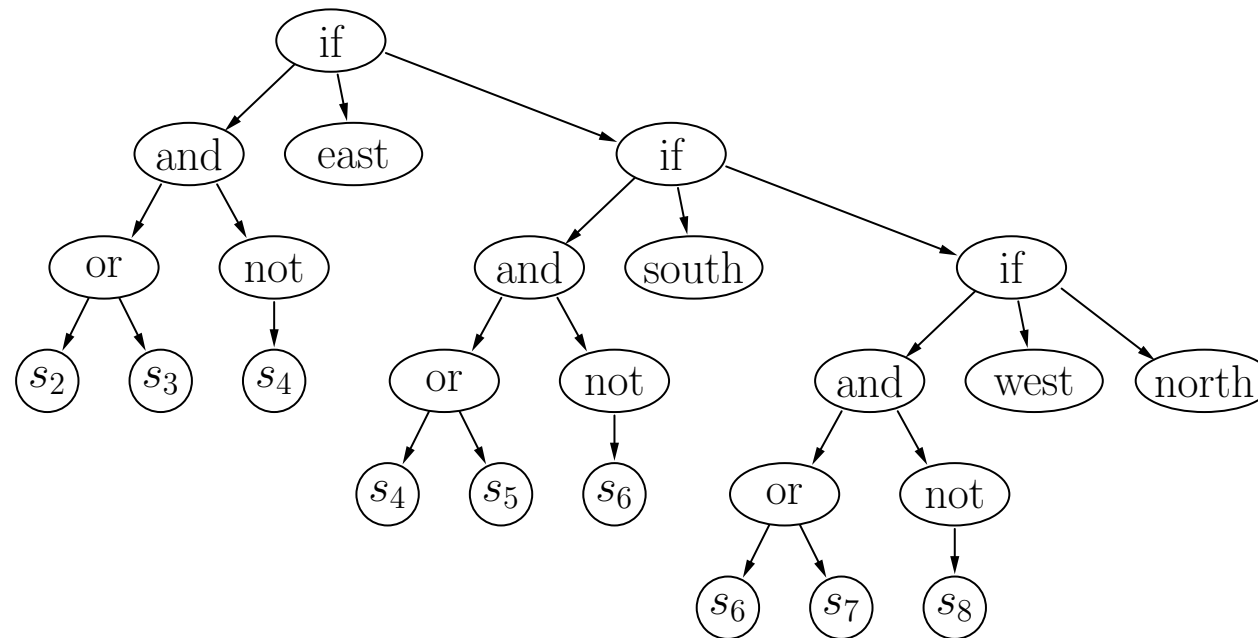 if
and east if
or not and south if
s2 s3 s4 or not and west north
s4 s5 s6 or not
s6 s7 s8